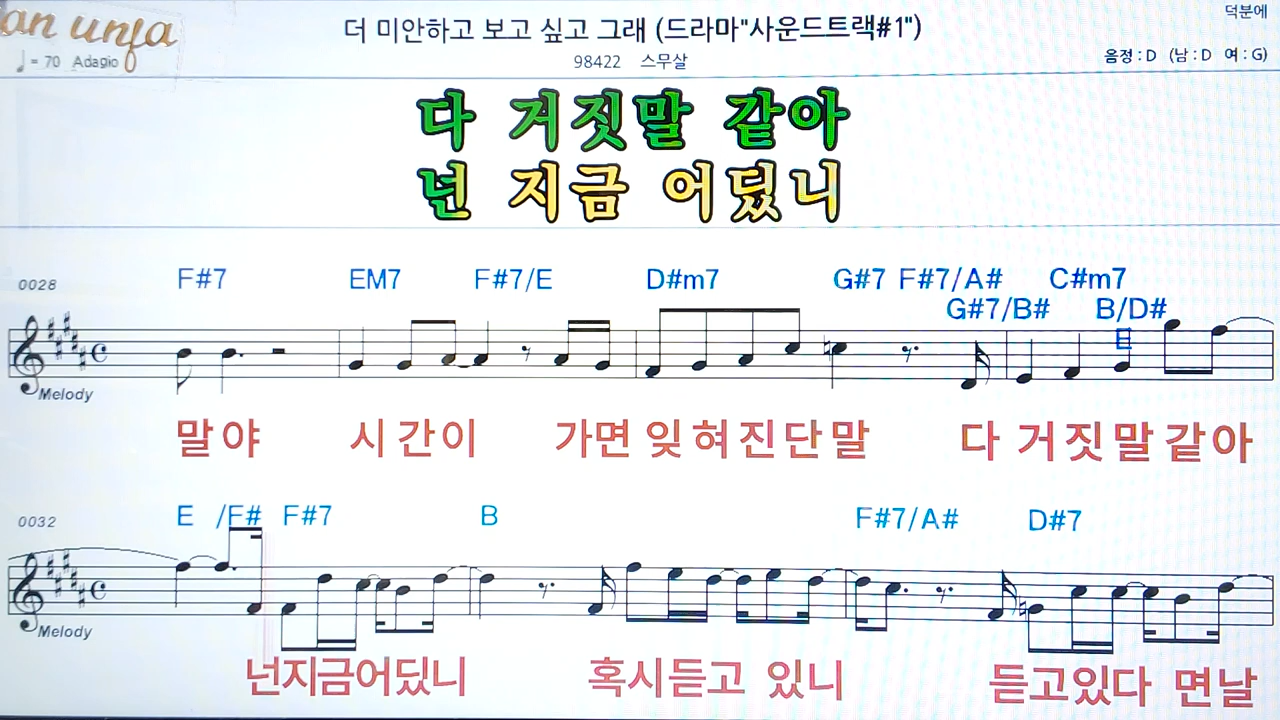 an unja
덕분에
더 미안하고 보고 싶고 그래 (드라마"사운드트랙#1")
♩= 70 Adagio
98422 스무살
음정 : D (남 : D 여 : G)
다 거짓말 같아
넌 지금 어딨니
0028
F#7 EM7 F#7/E D#m7 G#7 F#7/A# C#m7
G#7/B# B/D#
E
Melody
말야 시간이 가면 잊혀진단말 다 거짓말같아
0032
E /F# F#7 B F#7/A# D#7
Melody
넌지금어딨니 혹시듣고 있니 듣고있다 면날